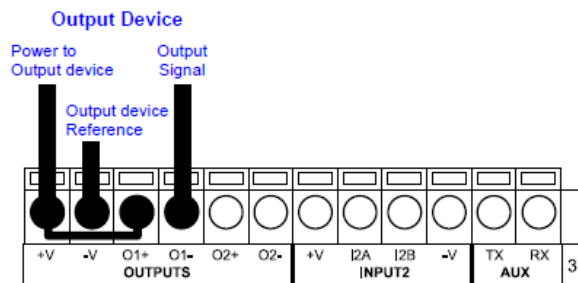 Output Device
Power to
Output device
Output
Signal
Output device
Reference
+V -V O1+ O1- O2+ O2- +V I2A I2B -V TX RX
OUTPUTS INPUT2 AUX
3